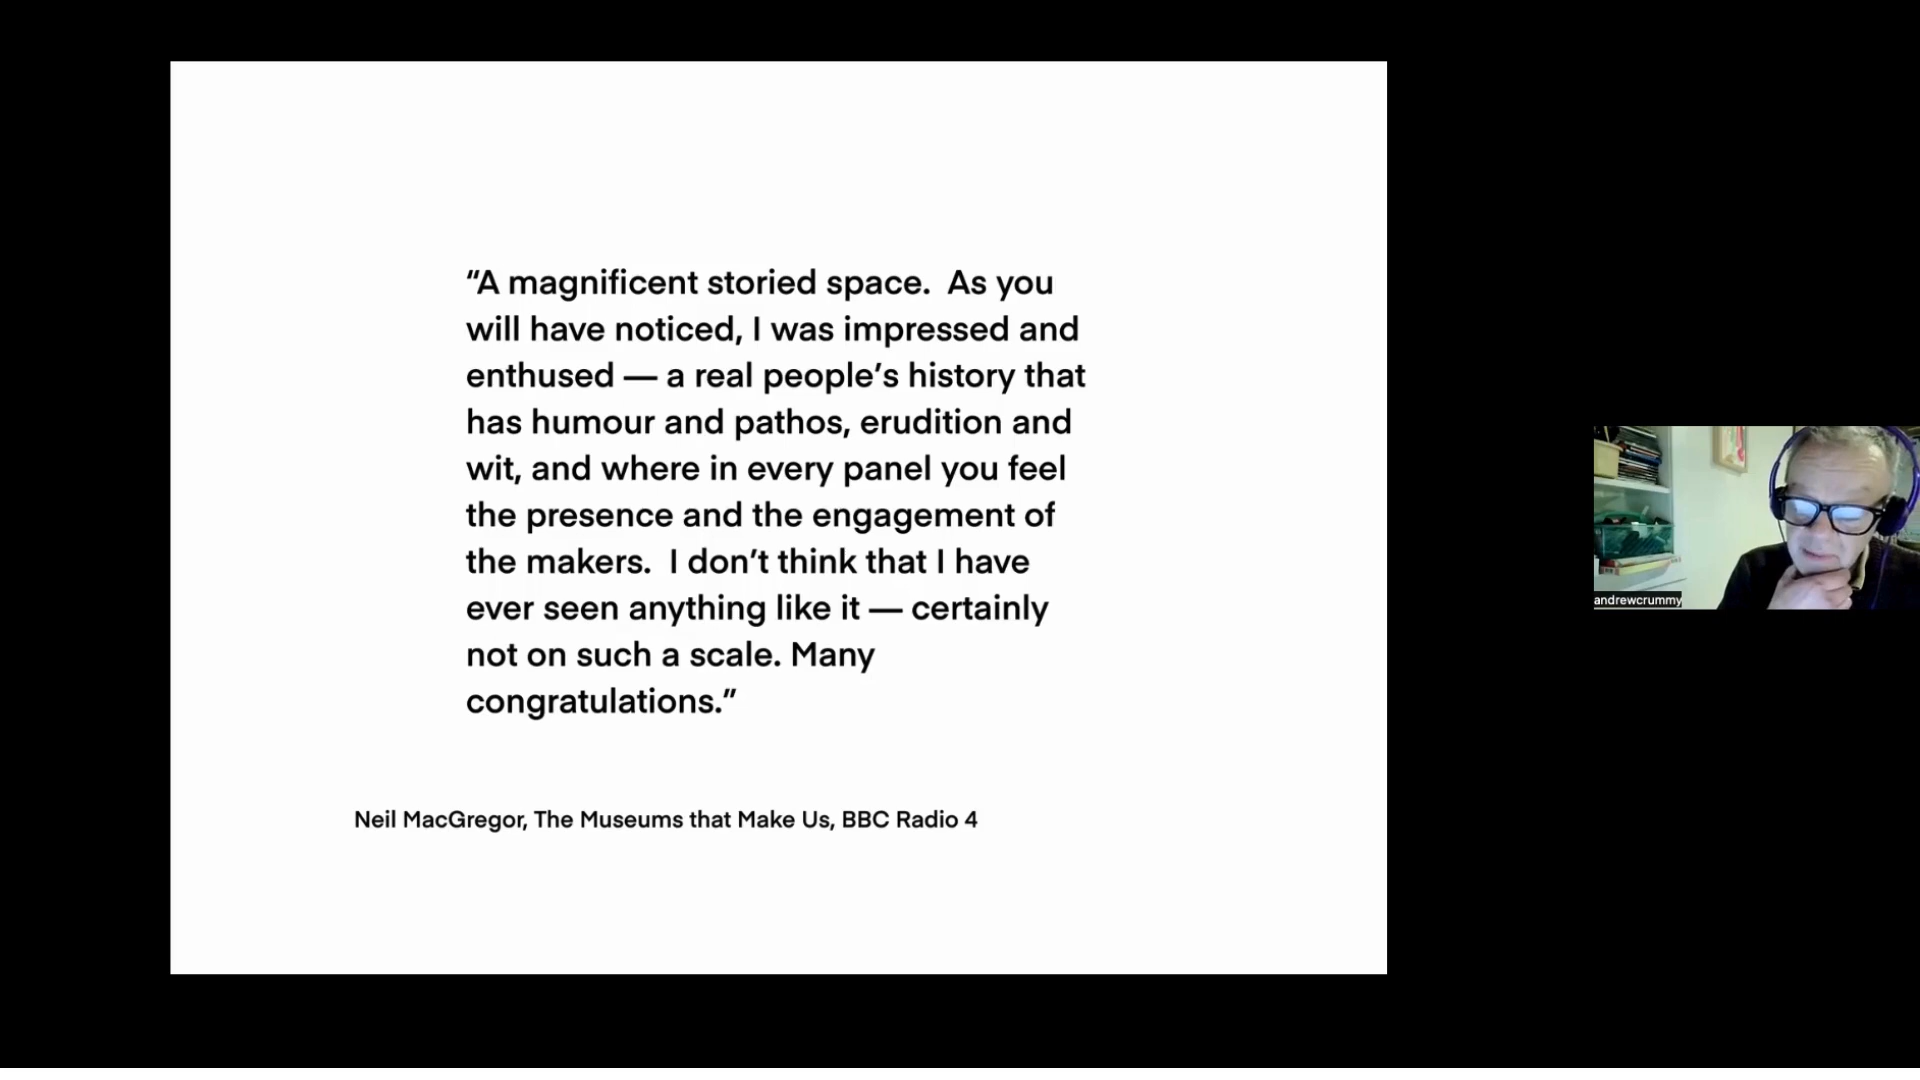 “A magnificent storied space.  As you
will have noticed, I was impressed and
enthused — a real people’s history that
has humour and pathos, erudition and
wit, and where in every panel you feel
the presence and the engagement of
the makers.  I don’t think that I have
ever seen anything like it — certainly
not on such a scale. Many
congratulations.”
Neil MacGregor, The Museums that Make Us, BBC Radio 4
andrewcrummy